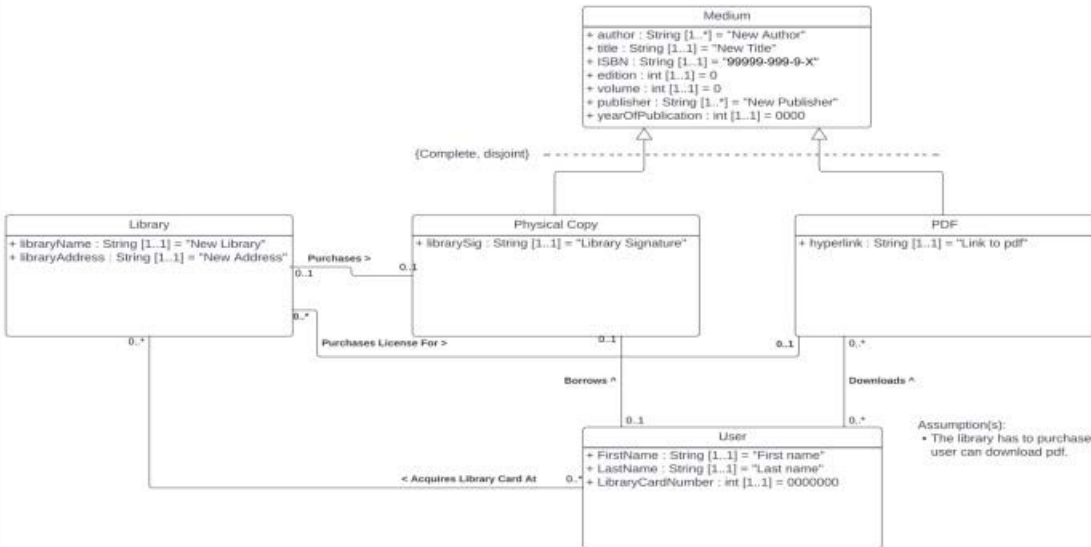 Medium
+ author : String [1..*] = "New Author"
+ title : String [1..1] = "New Title"
+ ISBN : String [1..1] = "99999-999-9-X"
+ edition : int [1..1] = 0
+ volume : int [1..1] = 0
+ publisher : String [1..*] = "New Publisher"
+ yearOfPublication : int [1..1] = 0000
{Complete, disjoint}
Library
+ libraryName : String [1..1] = "New Library"
+ libraryAddress : String [1..1] = "New Address"
Physical Copy
+ librarySig : String [1..1] = "Library Signature"
PDF
+ hyperlink : String [1..1] = "Link to pdf"
Purchases >
0..1
0..1
0..*
Purchases License For >
0..1
0..*
0..1
0..*
Borrows ^
Downloads ^
0..1
0..*
User
+ FirstName : String [1..1] = "First name"
+ LastName : String [1..1] = "Last name"
+ LibraryCardNumber : int [1..1] = 0000000
< Acquires Library Card At
0..*
Assumption(s):
• The library has to purchase
user can download pdf.